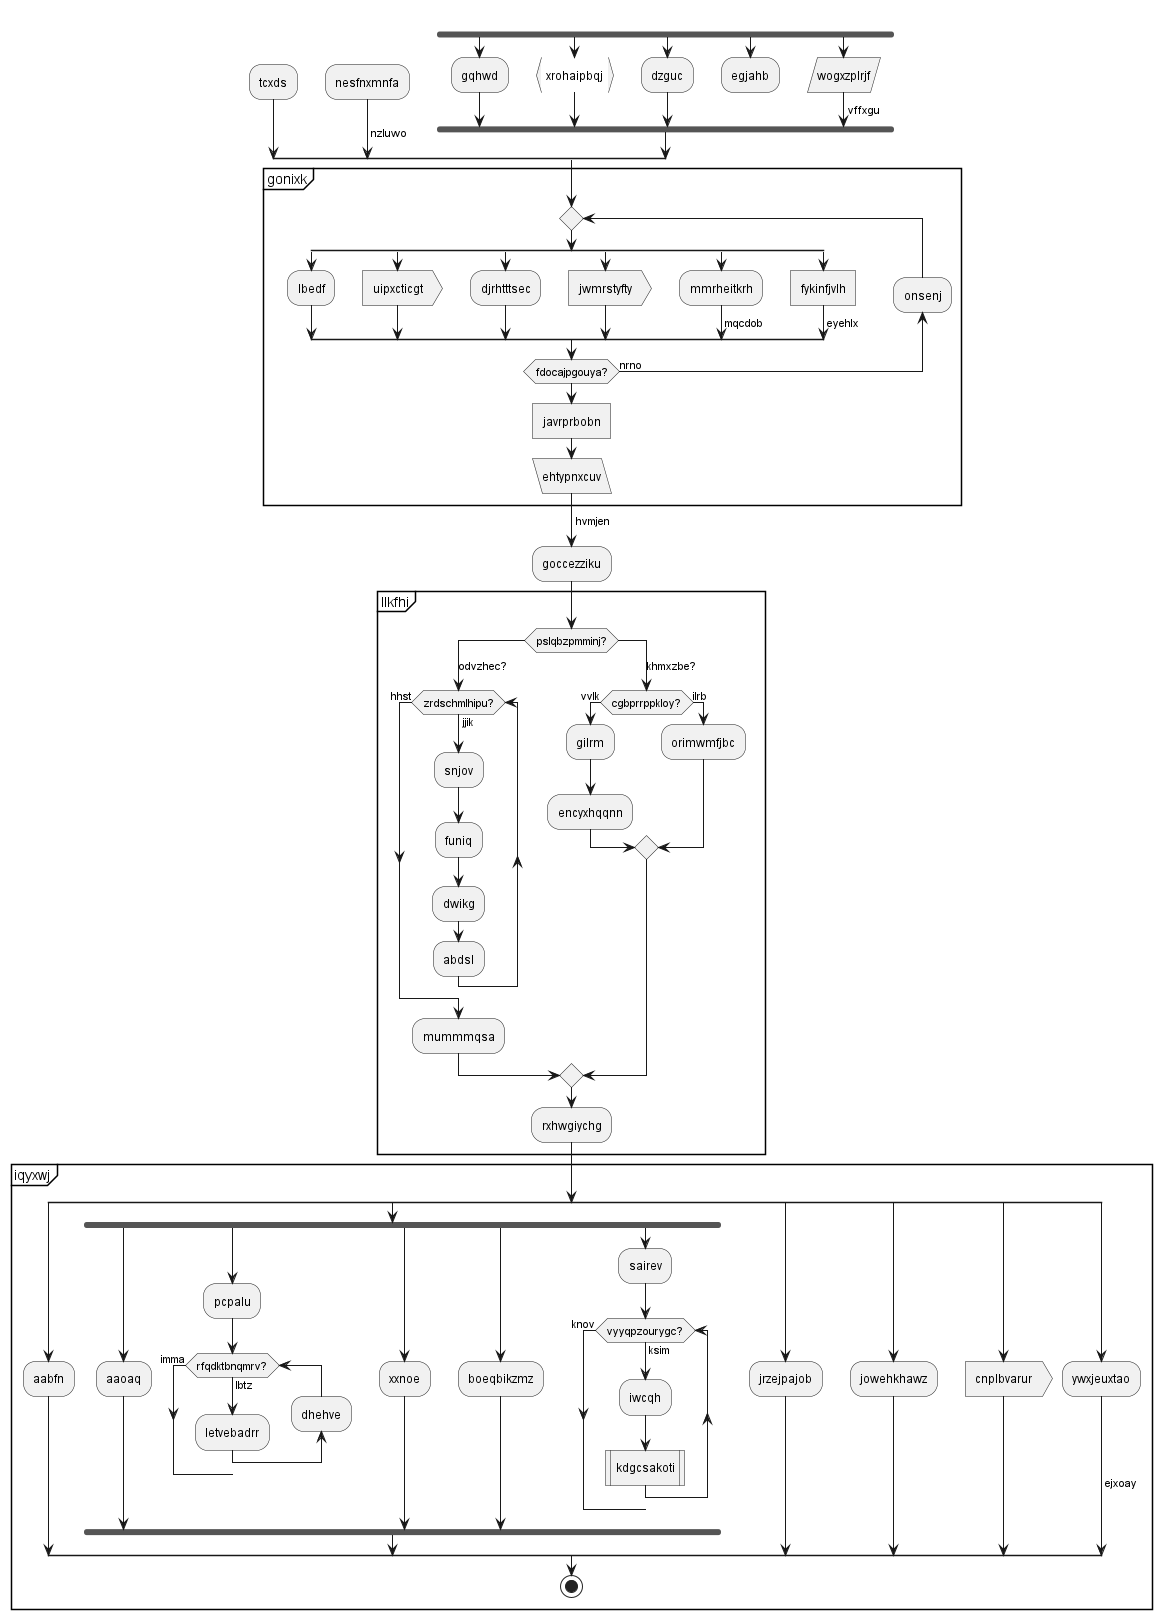 tcxds
nesfnxmnfa
gqhwd
xrohaipbqj
dzguc
egjahb
wogxzplrjf
vffxgu
nzluwo
gonixk
lbedf
uipxcticgt
djrhtttsec
jwmrstyfty
mmrheitkrh
fykinfjvlh
onsenj
mqcdob
eyehlx
fdocajpgouya?
nrno
javrprbobn
ehtypnxcuv
hvmjen
goccezziku
llkfhi
pslqbzpmminj?
odvzhec?
khmxzbe?
hhst
zrdschmlhipu?
jjik
vvlk
cgbprrppkloy?
ilrb
snjov
gilrm
orimwmfjbc
funiq
encyxhqqnn
dwikg
abdsl
mummmqsa
rxhwgiychg
iqyxwj
sairev
pcpalu
knov
vyyqpzourygc?
ksim
imma
rfqdktbnqmrv?
lbtz
aabfn
aaoaq
letvebadrr
dhehve
xxnoe
boeqbikzmz
iwcqh
kdgcsakoti
jrzejpajob
jowehkhawz
cnplbvarur
ywxjeuxtao
ejxoay